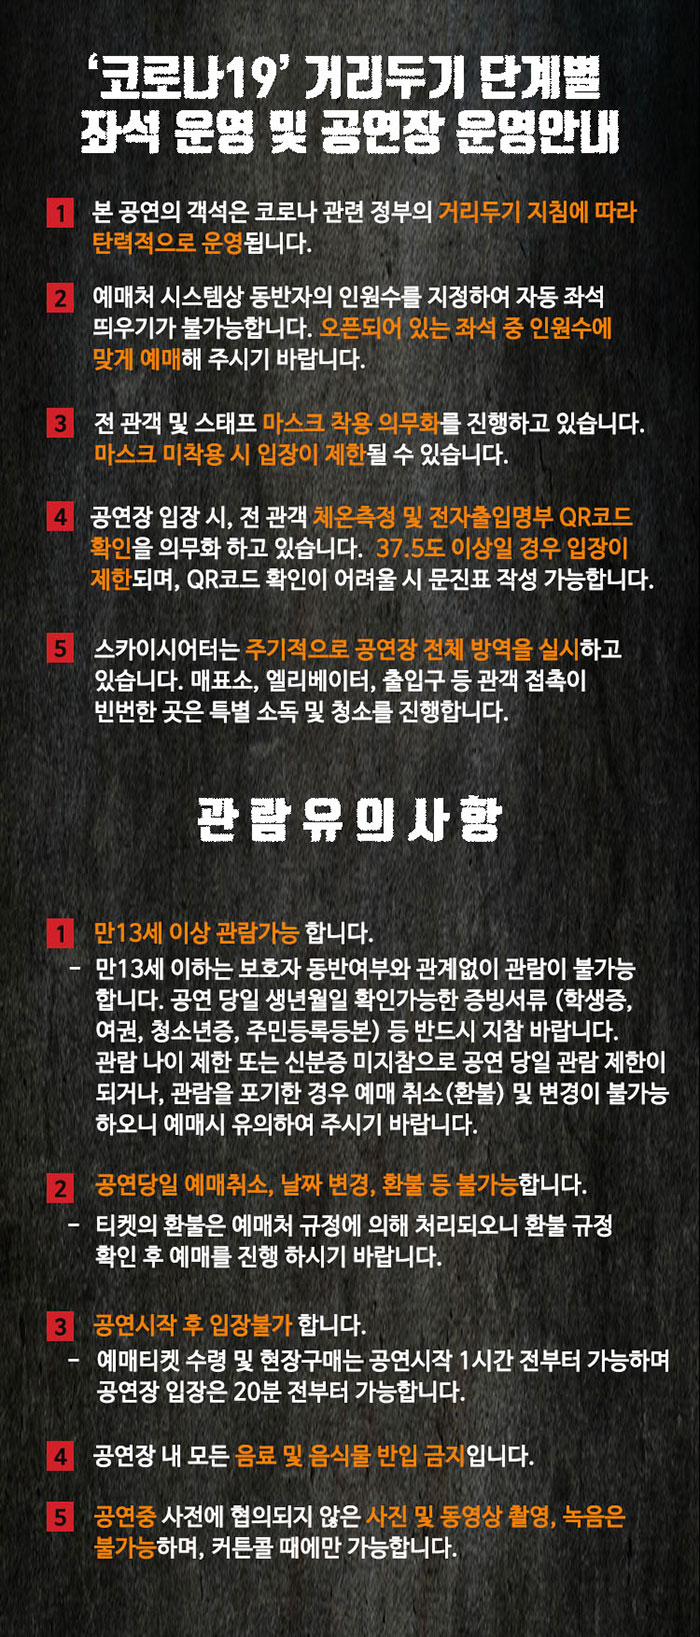 ‘코로나19’ 거리두기 단계별
좌석 운영 및 공연장 운영안내
1 본 공연의 객석은 코로나 관련 정부의 거리두기 지침에 따라
탄력적으로 운영됩니다.
2 예매처 시스템상 동반자의 인원수를 지정하여 자동 좌석
띄우기가 불가능합니다. 오픈되어 있는 좌석 중 인원수에
맞게 예매해 주시기 바랍니다.
3 전 관객 및 스태프 마스크 착용 의무화를 진행하고 있습니다.
마스크 미착용 시 입장이 제한될 수 있습니다.
4 공연장 입장 시, 전 관객 체온측정 및 전자출입명부 QR코드
확인을 의무화 하고 있습니다. 37.5도 이상일 경우 입장이
제한되며, QR코드 확인이 어려울 시 문진표 작성 가능합니다.
5 스카이시어터는 주기적으로 공연장 전체 방역을 실시하고
있습니다. 매표소, 엘리베이터, 출입구 등 관객 접촉이
빈번한 곳은 특별 소독 및 청소를 진행합니다.
관람유의사항
1 만13세 이상 관람가능 합니다.
- 만13세 이하는 보호자 동반여부와 관계없이 관람이 불가능
합니다. 공연 당일 생년월일 확인가능한 증빙서류 (학생증,
여권, 청소년증, 주민등록등본) 등 반드시 지참 바랍니다.
관람 나이 제한 또는 신분증 미지참으로 공연 당일 관람 제한이
되거나, 관람을 포기한 경우 예매 취소(환불) 및 변경이 불가능
하오니 예매시 유의하여 주시기 바랍니다.
2 공연당일 예매취소, 날짜 변경, 환불 등 불가능합니다.
- 티켓의 환불은 예매처 규정에 의해 처리되오니 환불 규정
확인 후 예매를 진행 하시기 바랍니다.
3 공연시작 후 입장불가 합니다.
- 예매티켓 수령 및 현장구매는 공연시작 1시간 전부터 가능하며
공연장 입장은 20분 전부터 가능합니다.
4 공연장 내 모든 음료 및 음식물 반입 금지입니다.
5 공연중 사전에 협의되지 않은 사진 및 동영상 촬영, 녹음은
불가능하며, 커튼콜 때에만 가능합니다.